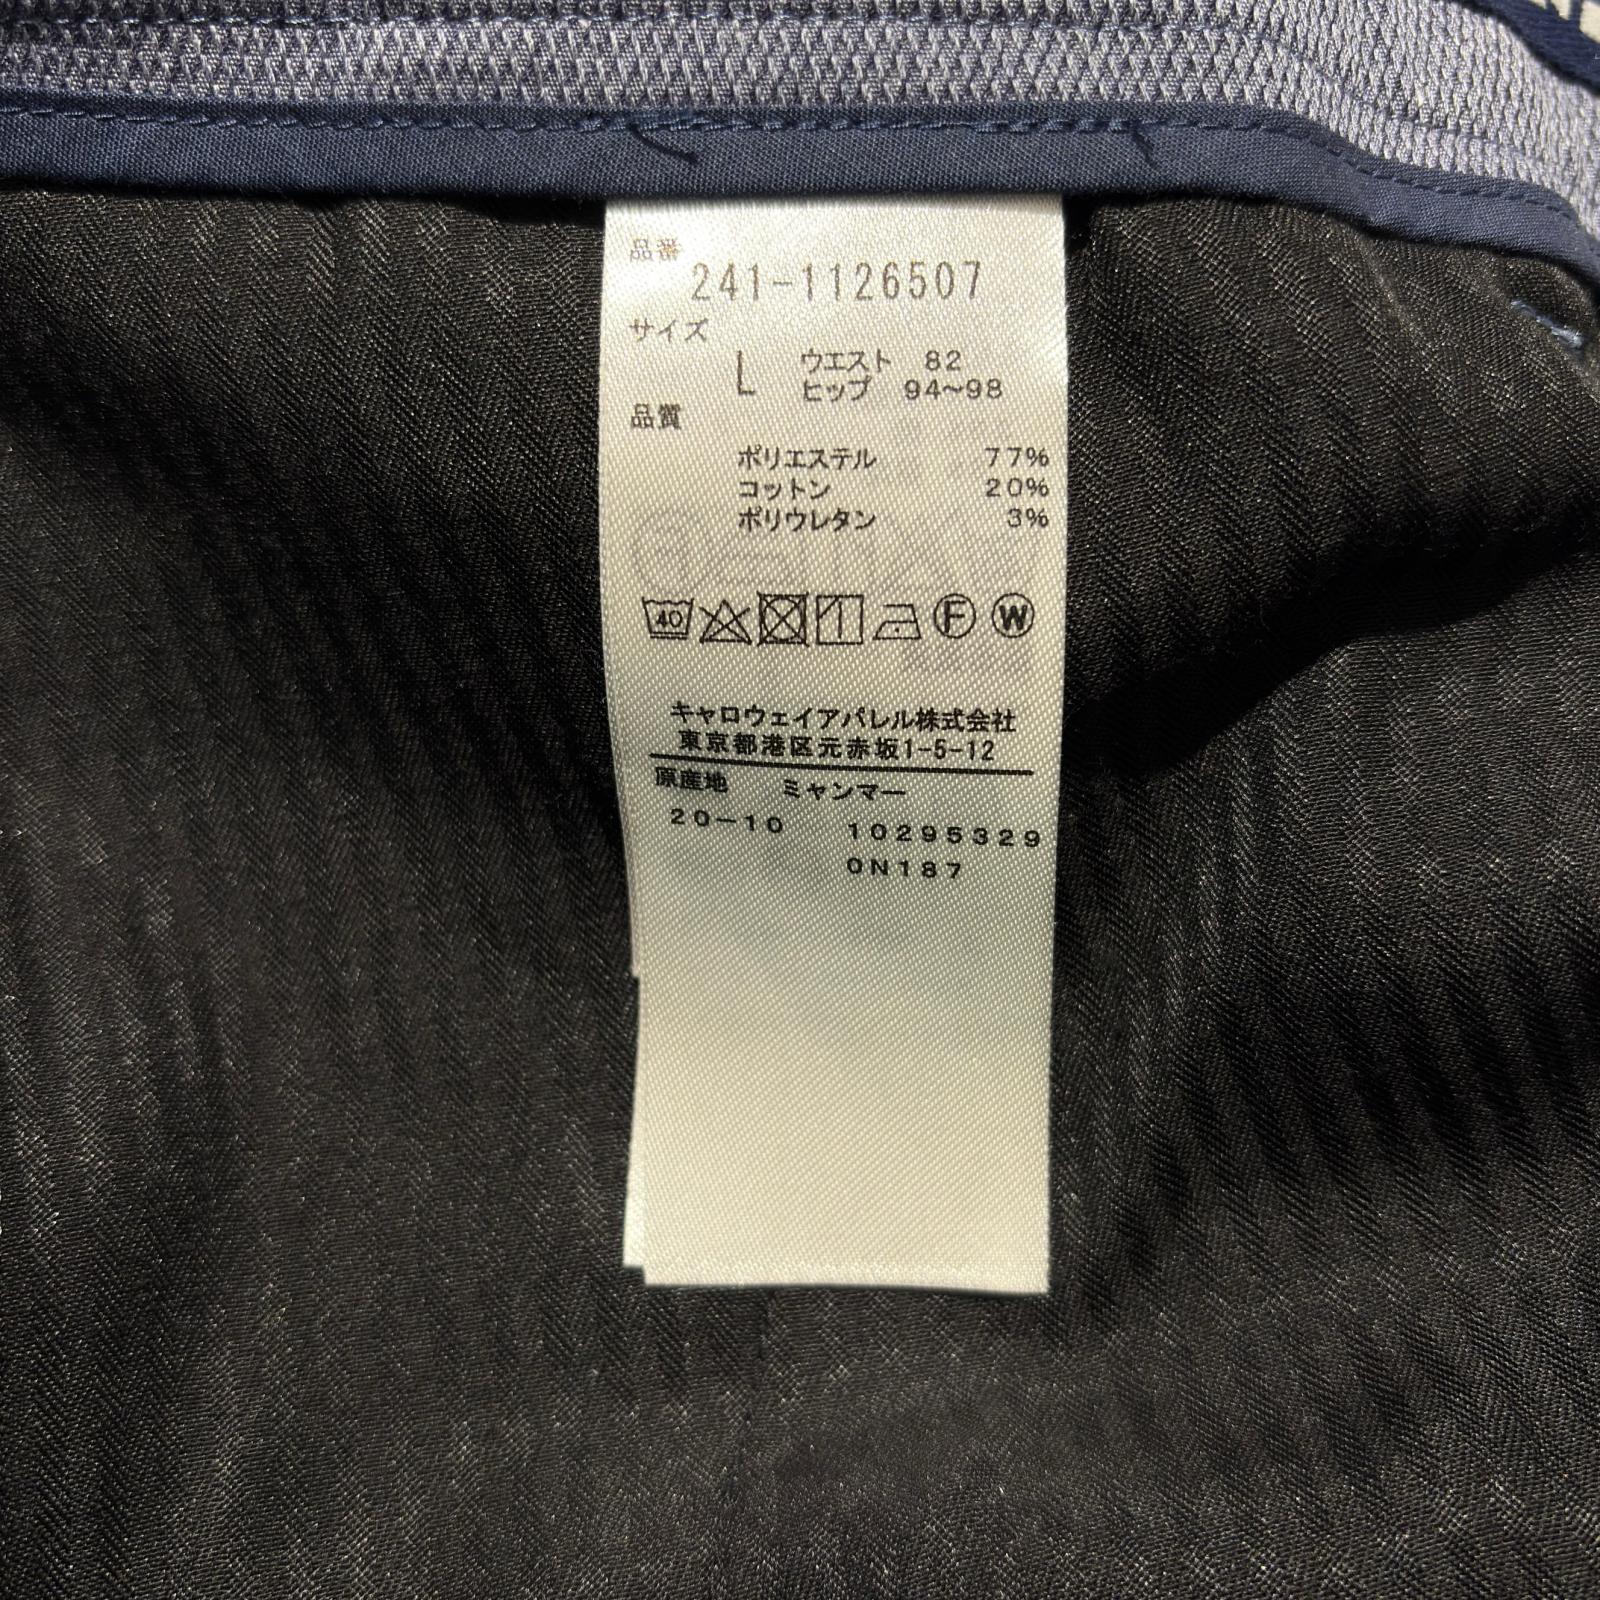 品番
241-1126507
サイズ
L ウエスト 82
ヒップ 94~98
品質
ポリエステル 77%
コットン 20%
ポリウレタン 3%
40 F W
キャロウェイアパレル株式会社
東京都港区元赤坂1-5-12
原産地 ミャンマー
20-10 10295329
0N187